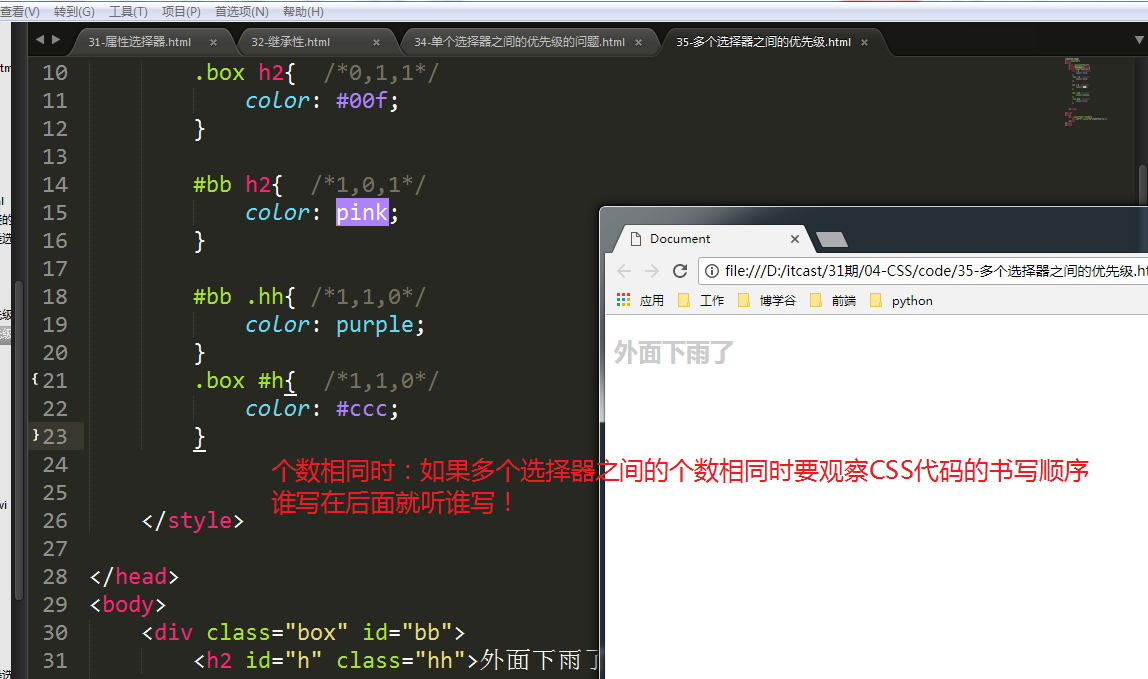 查看(V) 转到(G) 工具(T) 项目(P) 首选项(N) 帮助(H)
31-属性选择器.html × 32-继承性.html × 34-单个选择器之间的优先级的问题.html × 35-多个选择器之间的优先级.html ×
10 .box h2{ /*0,1,1*/
11 color: #00f;
12 }
13
14 #bb h2{ /*1,0,1*/
15 color: pink;
16 }
17
18 #bb .hh{ /*1,1,0*/
19 color: purple;
20 }
21 .box #h{ /*1,1,0*/
22 color: #ccc;
23 }
24
25
26 </style>
27
28 </head>
29 <body>
30 <div class="box" id="bb">
31 <h2 id="h" class="hh">外面下雨了
个数相同时：如果多个选择器之间的个数相同时要观察CSS代码的书写顺序
谁写在后面就听谁写！
Document ×
file:///D:/itcast/31期/04-CSS/code/35-多个选择器之间的优先级.ht
应用 工作 博学谷 前端 python
外面下雨了